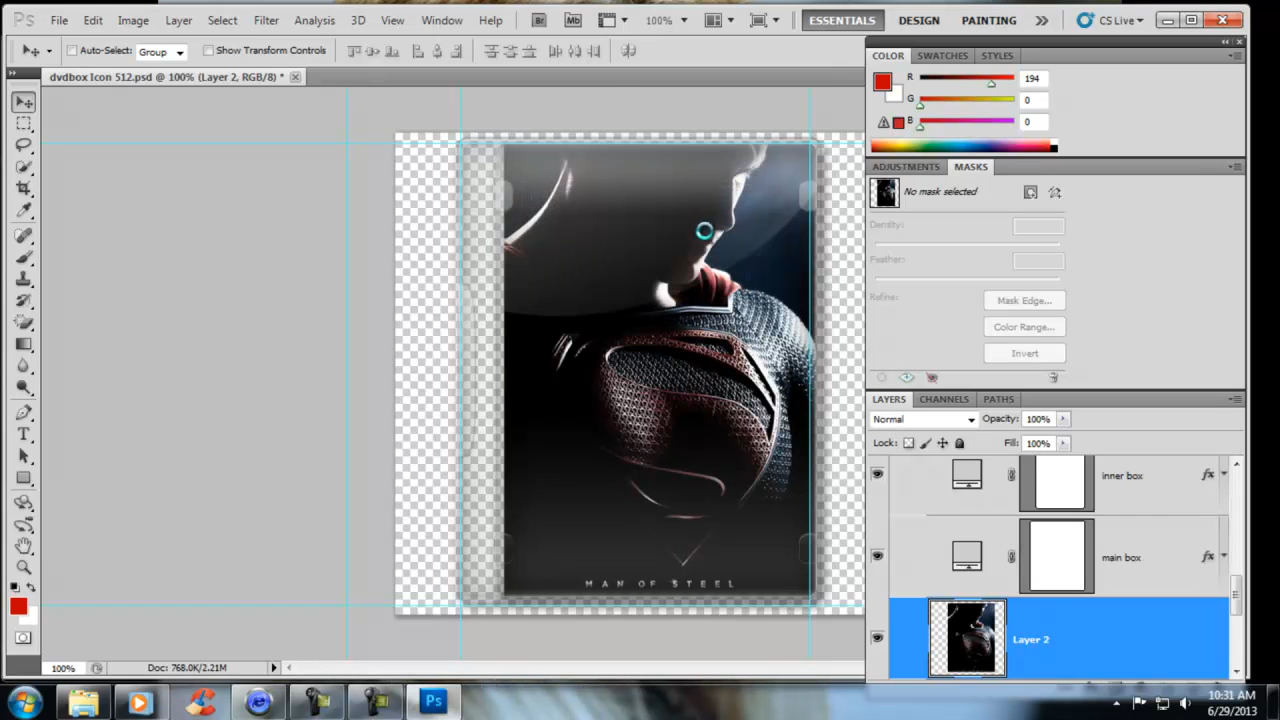 Ps File Edit Image Layer Select Filter Analysis 3D View Window Help Br Mb 100% ESSENTIALS DESIGN PAINTING CS Live
Auto-Select: Group Show Transform Controls
dvdbox Icon 512.psd @ 100% (Layer 2, RGB/8) *
COLOR SWATCHES STYLES
R 194
G 0
B 0
ADJUSTMENTS MASKS
No mask selected
Density:
Feather:
Refine: Mask Edge...
Color Range...
Invert
LAYERS CHANNELS PATHS
Normal Opacity: 100%
Lock: Fill: 100%
inner box fx
main box fx
Layer 2
MAN OF STEEL
100% Doc: 768.0K/2.21M
Ps
10:31 AM
6/29/2013